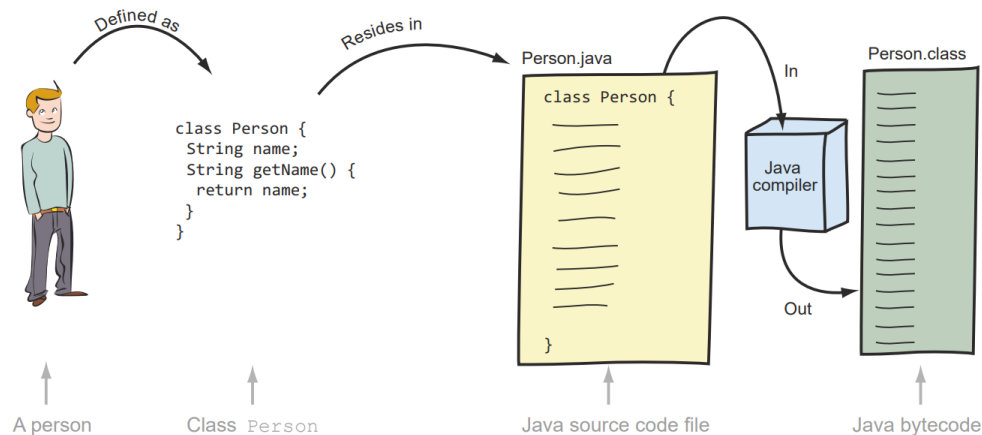 Defined as
class Person {
String name;
String getName() {
return name;
}
}
Resides in
Person.java
class Person {
}
In
Java
compiler
Out
Person.class
A person
Class Person
Java source code file
Java bytecode